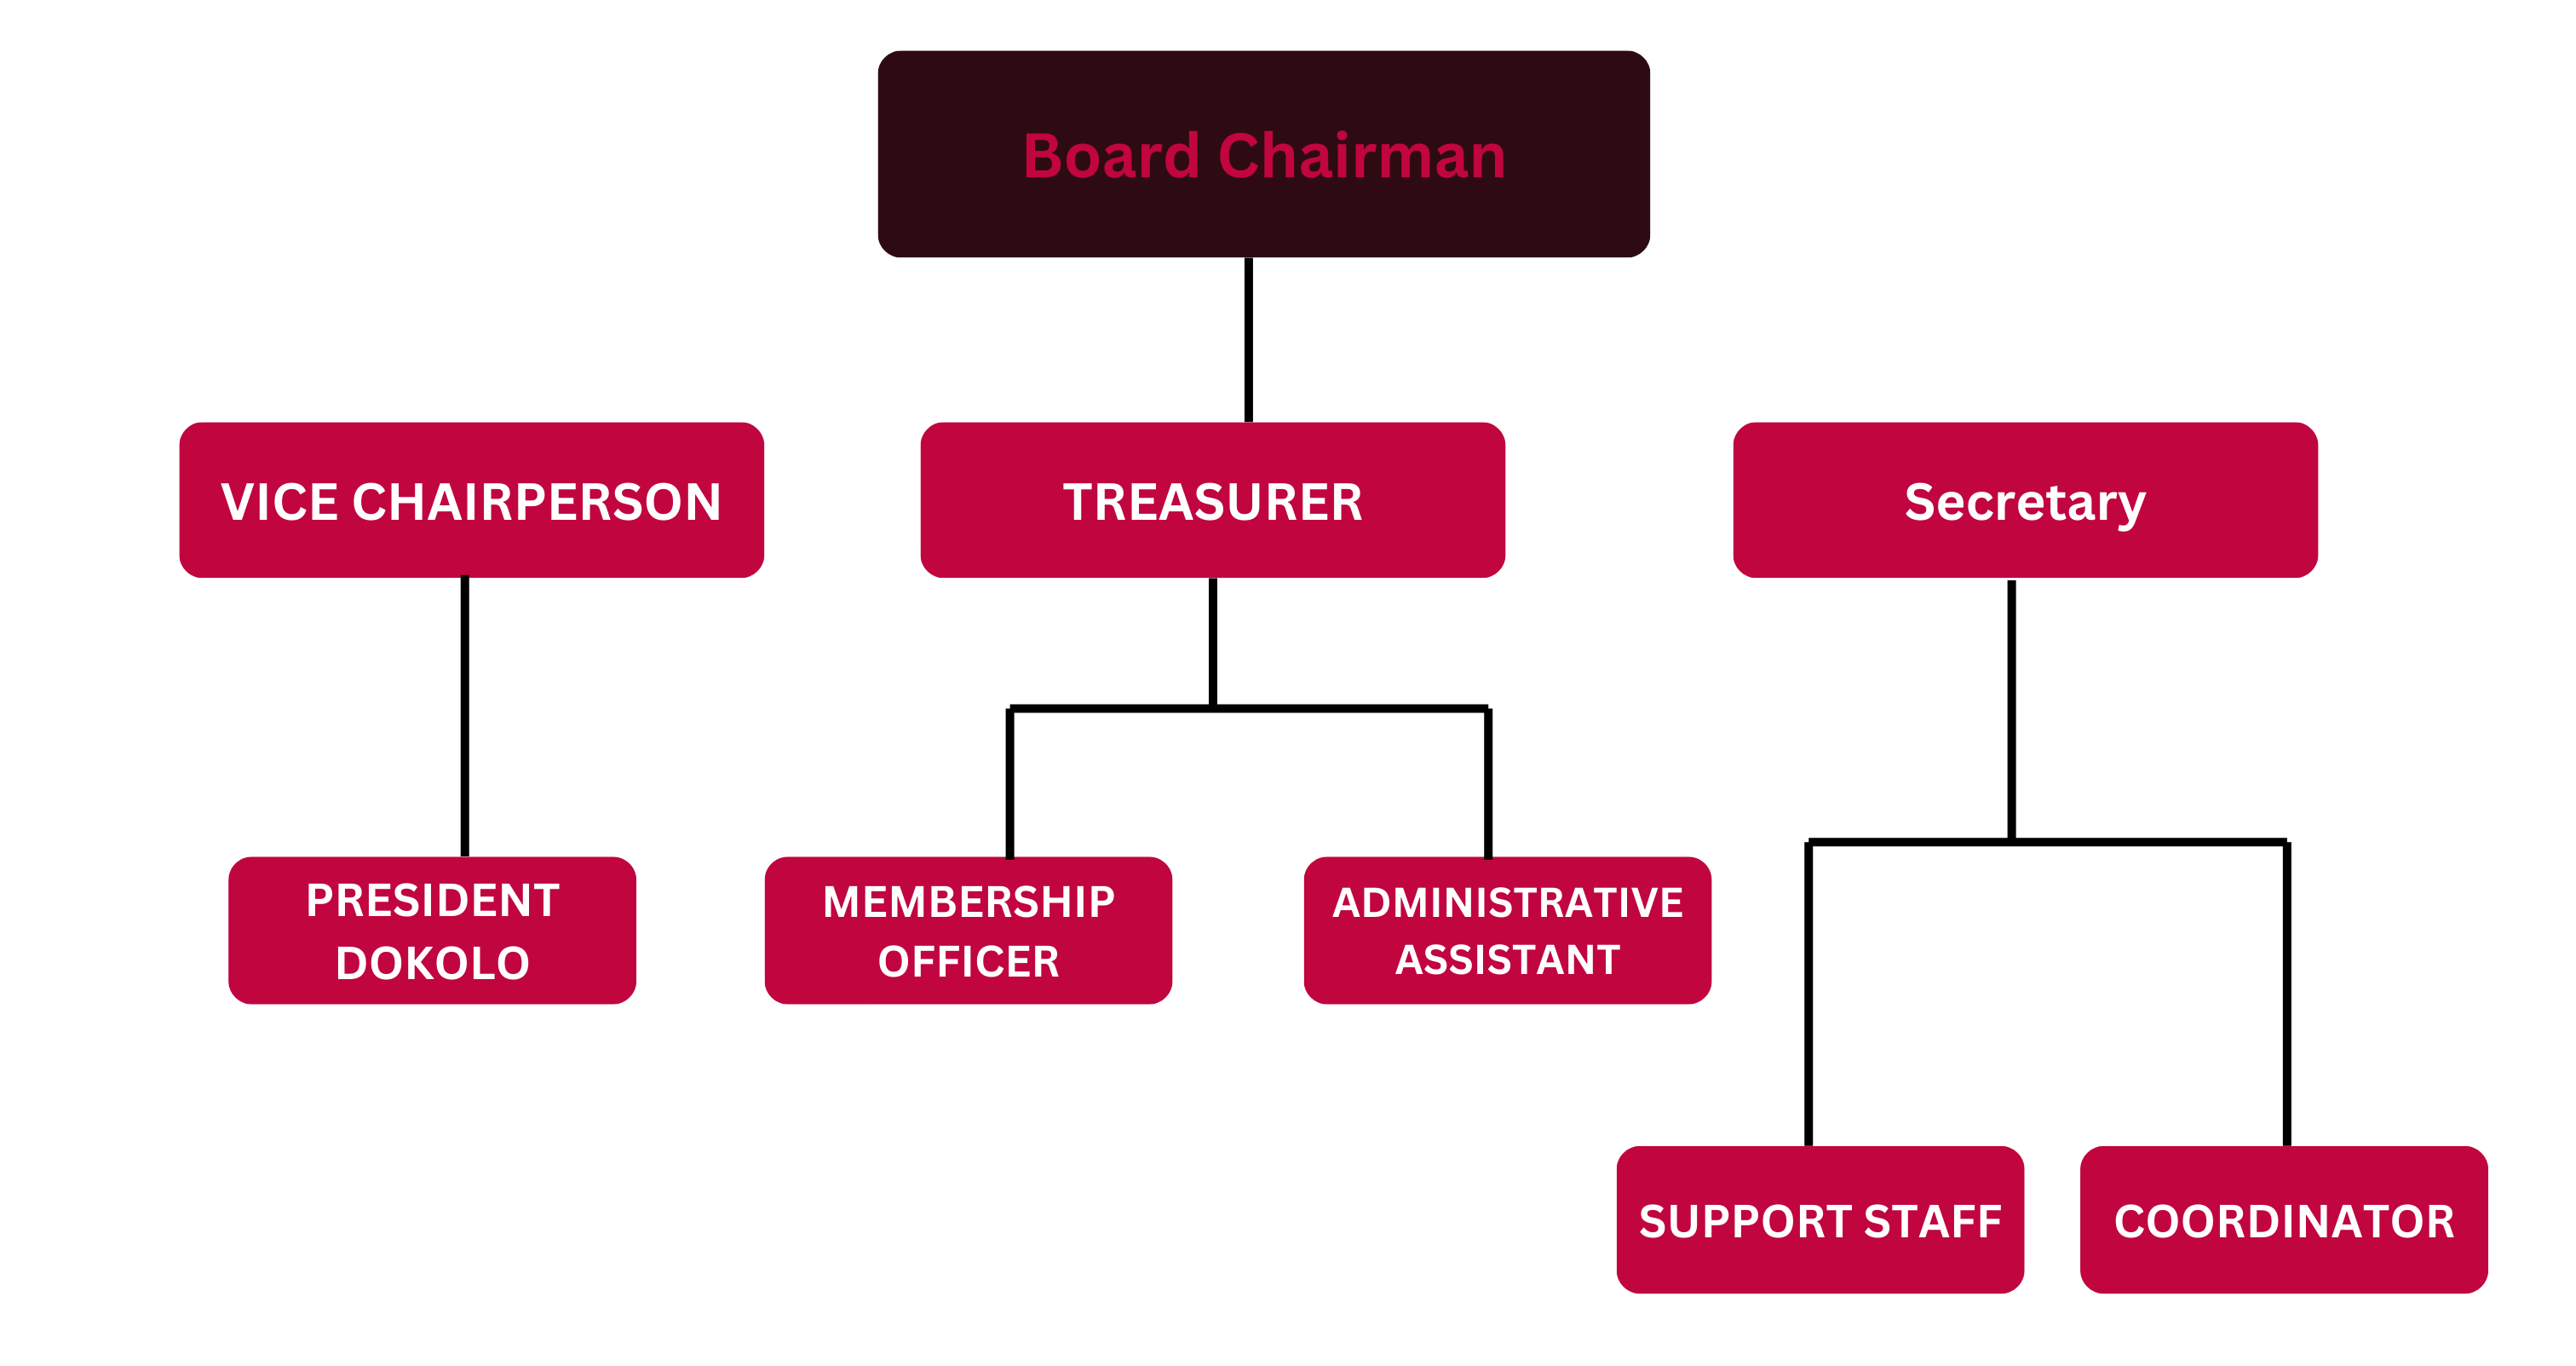 Board Chairman
VICE CHAIRPERSON
TREASURER
Secretary
PRESIDENT
DOKOLO
MEMBERSHIP
OFFICER
ADMINISTRATIVE
ASSISTANT
SUPPORT STAFF
COORDINATOR